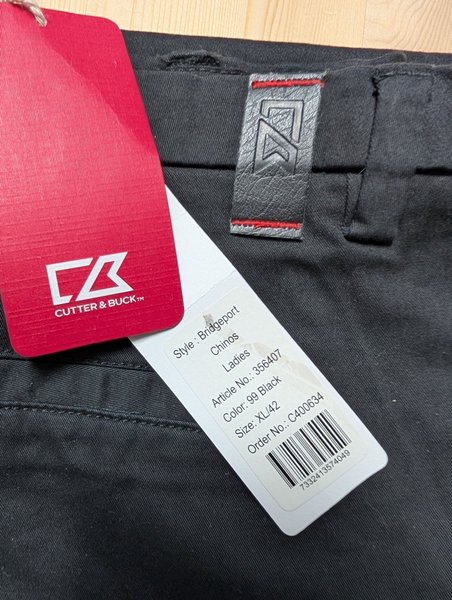 CUTTER & BUCK™
Style : Bridgeport
Chinos
Ladies
Article No.: 356407
Color: 99 Black
Size: XL/42
Order No.: C400634
7332413574049